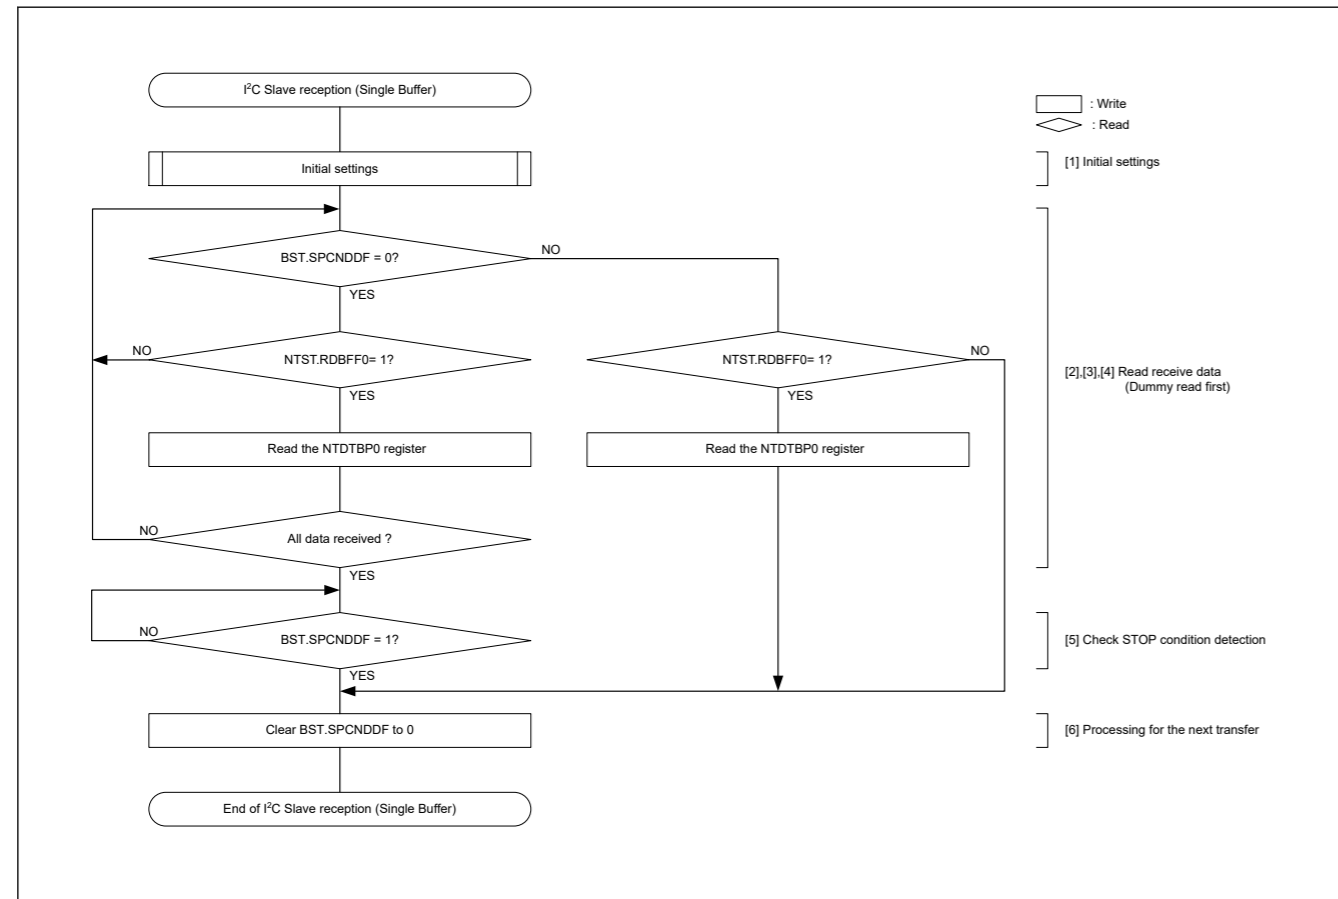 I²C Slave reception (Single Buffer)
: Write
: Read
Initial settings
[1] Initial settings
BST.SPCNDDF = 0?
NO
YES
NTST.RDBFF0= 1?
NO
YES
NTST.RDBFF0= 1?
NO
YES
[2],[3],[4] Read receive data
(Dummy read first)
Read the NTDTBP0 register
Read the NTDTBP0 register
All data received ?
NO
YES
BST.SPCNDDF = 1?
NO
YES
[5] Check STOP condition detection
Clear BST.SPCNDDF to 0
[6] Processing for the next transfer
End of I²C Slave reception (Single Buffer)